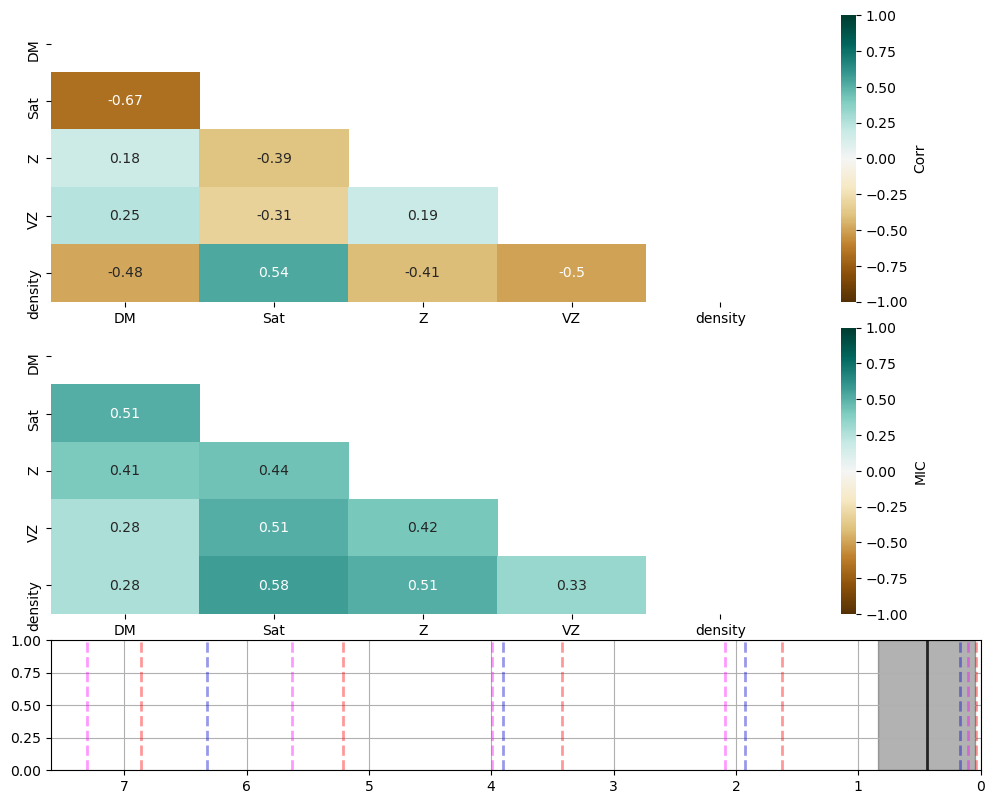 DM
Sat
Z
VZ
density
-0.67
0.18
-0.39
0.25
-0.31
0.19
-0.48
0.54
-0.41
-0.5
DM Sat Z VZ density
1.00
0.75
0.50
0.25
0.00
−0.25
−0.50
−0.75
−1.00
Corr
DM
Sat
Z
VZ
density
0.51
0.41
0.44
0.28
0.51
0.42
0.28
0.58
0.51
0.33
DM Sat Z VZ density
1.00
0.75
0.50
0.25
0.00
−0.25
−0.50
−0.75
−1.00
MIC
1.00
0.75
0.50
0.25
0.00
7 6 5 4 3 2 1 0